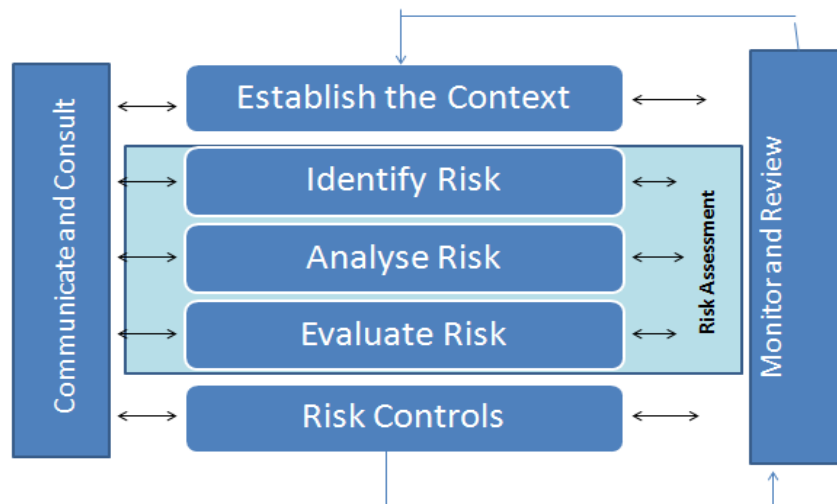 Communicate and Consult
Establish the Context
Identify Risk
Analyse Risk
Evaluate Risk
Risk Controls
Risk Assessment
Monitor and Review